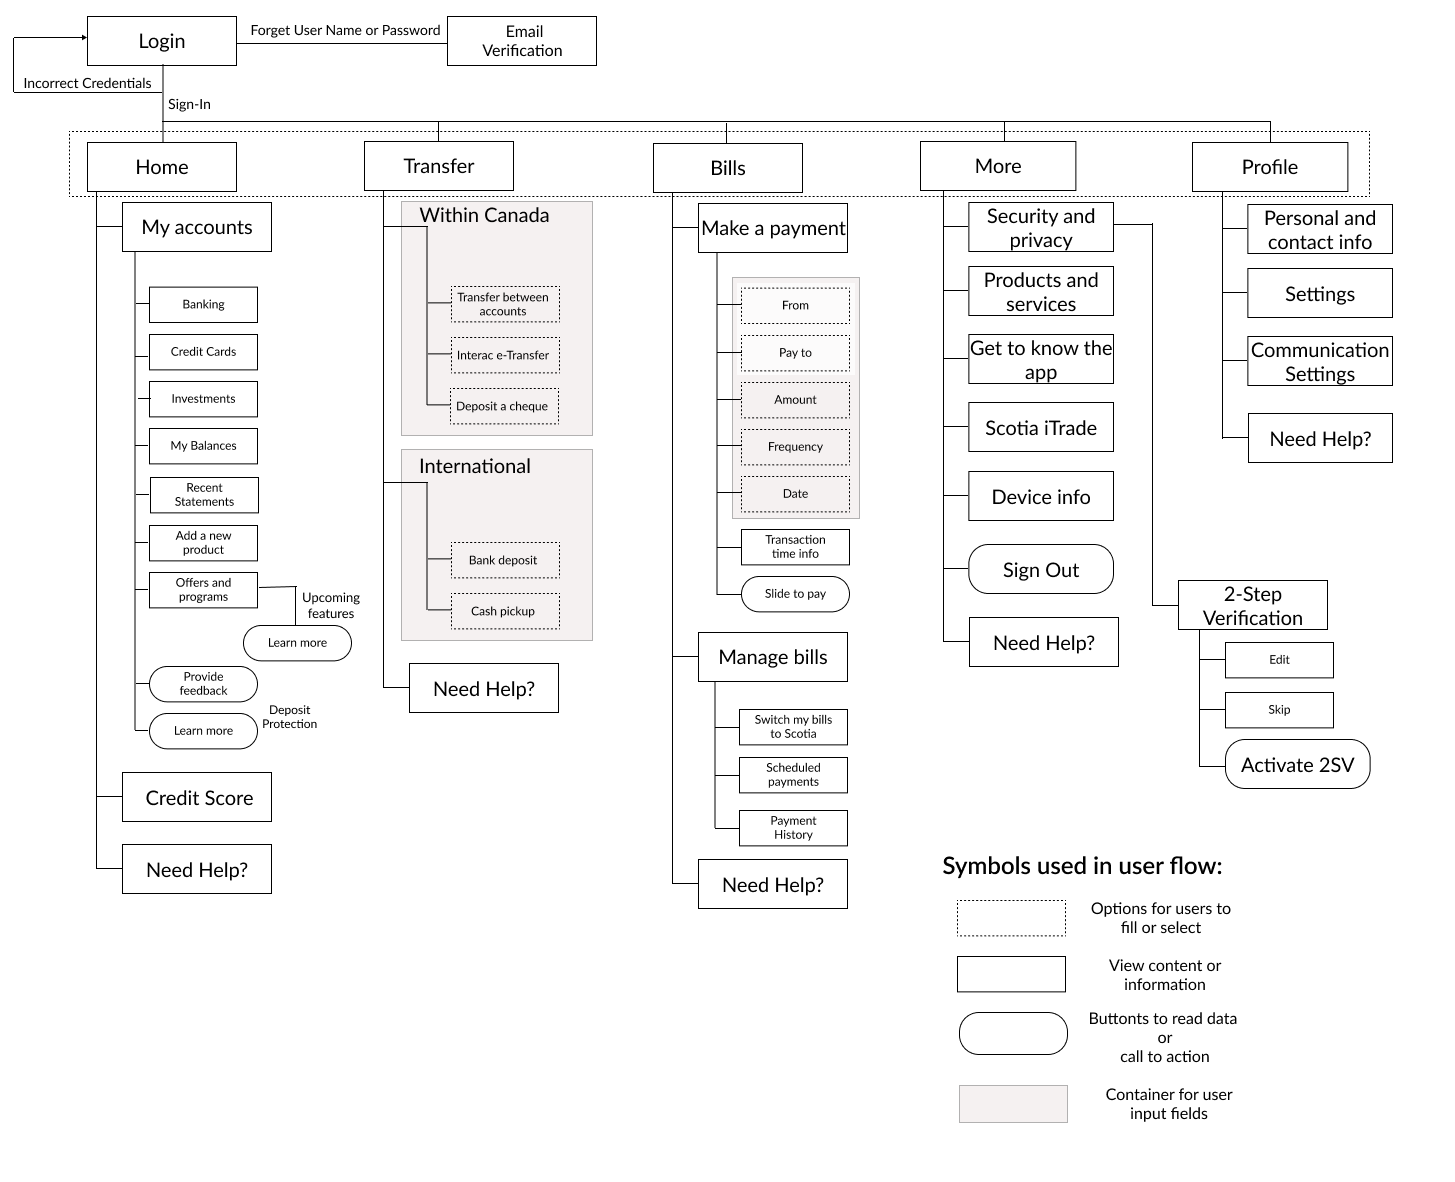 Login
Forget User Name or Password
Email
Verification
Incorrect Credentials
Sign-In
Home
Transfer
Bills
More
Profile
My accounts
Banking
Credit Cards
Investments
My Balances
Recent
Statements
Add a new
product
Offers and
programs
Upcoming
features
Learn more
Provide
feedback
Learn more
Deposit
Protection
Credit Score
Need Help?
Within Canada
Transfer between
accounts
Interac e-Transfer
Deposit a cheque
International
Bank deposit
Cash pickup
Need Help?
Make a payment
From
Pay to
Amount
Frequency
Date
Transaction
time info
Slide to pay
Manage bills
Switch my bills
to Scotia
Scheduled
payments
Payment
History
Need Help?
Security and
privacy
Products and
services
Get to know the
app
Scotia iTrade
Device info
Sign Out
Need Help?
2-Step
Verification
Edit
Skip
Activate 2SV
Personal and
contact info
Settings
Communication
Settings
Need Help?
Symbols used in user flow:
Options for users to
fill or select
View content or
information
Buttonts to read data
or
call to action
Container for user
input fields